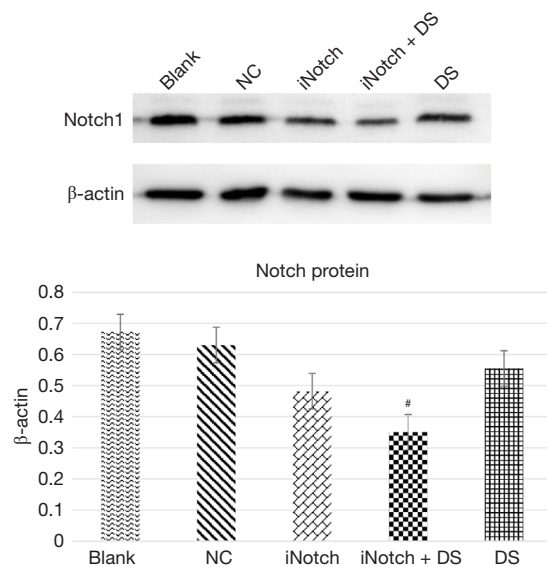 Blank NC iNotch iNotch + DS DS
Notch1
β-actin
Notch protein
0.8
0.7
0.6
0.5
0.4
0.3
0.2
0.1
0
β-actin
#
Blank NC iNotch iNotch + DS DS